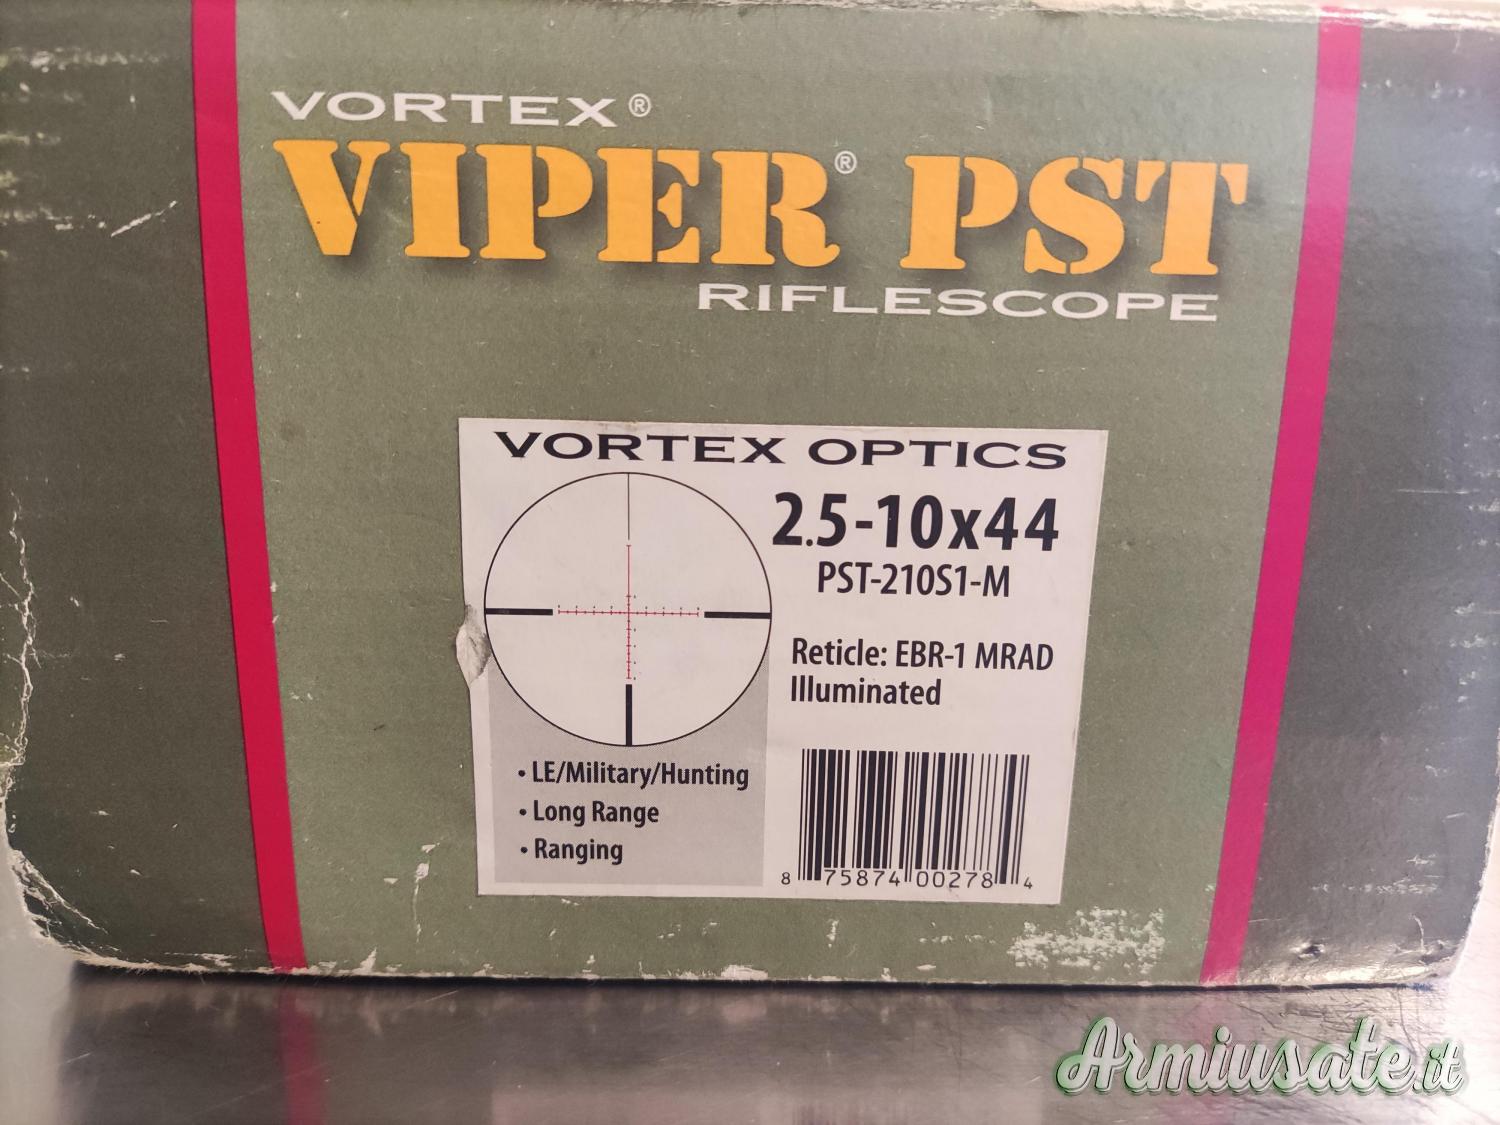 VORTEX®
VIPER® PST
RIFLESCOPE
VORTEX OPTICS
2.5-10x44
PST-210S1-M
Reticle: EBR-1 MRAD
Illuminated
• LE/Military/Hunting
• Long Range
• Ranging
8 75874 00278 4
Armiusate.it